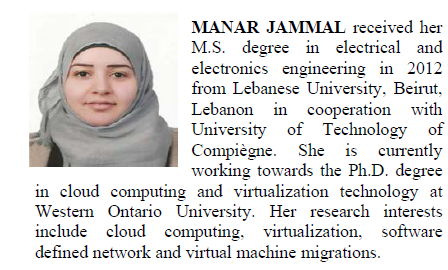 MANAR JAMMAL received her
M.S. degree in electrical and
electronics engineering in 2012
from Lebanese University, Beirut,
Lebanon in cooperation with
University of Technology of
Compiègne. She is currently
working towards the Ph.D. degree
in cloud computing and virtualization technology at
Western Ontario University. Her research interests
include cloud computing, virtualization, software
defined network and virtual machine migrations.